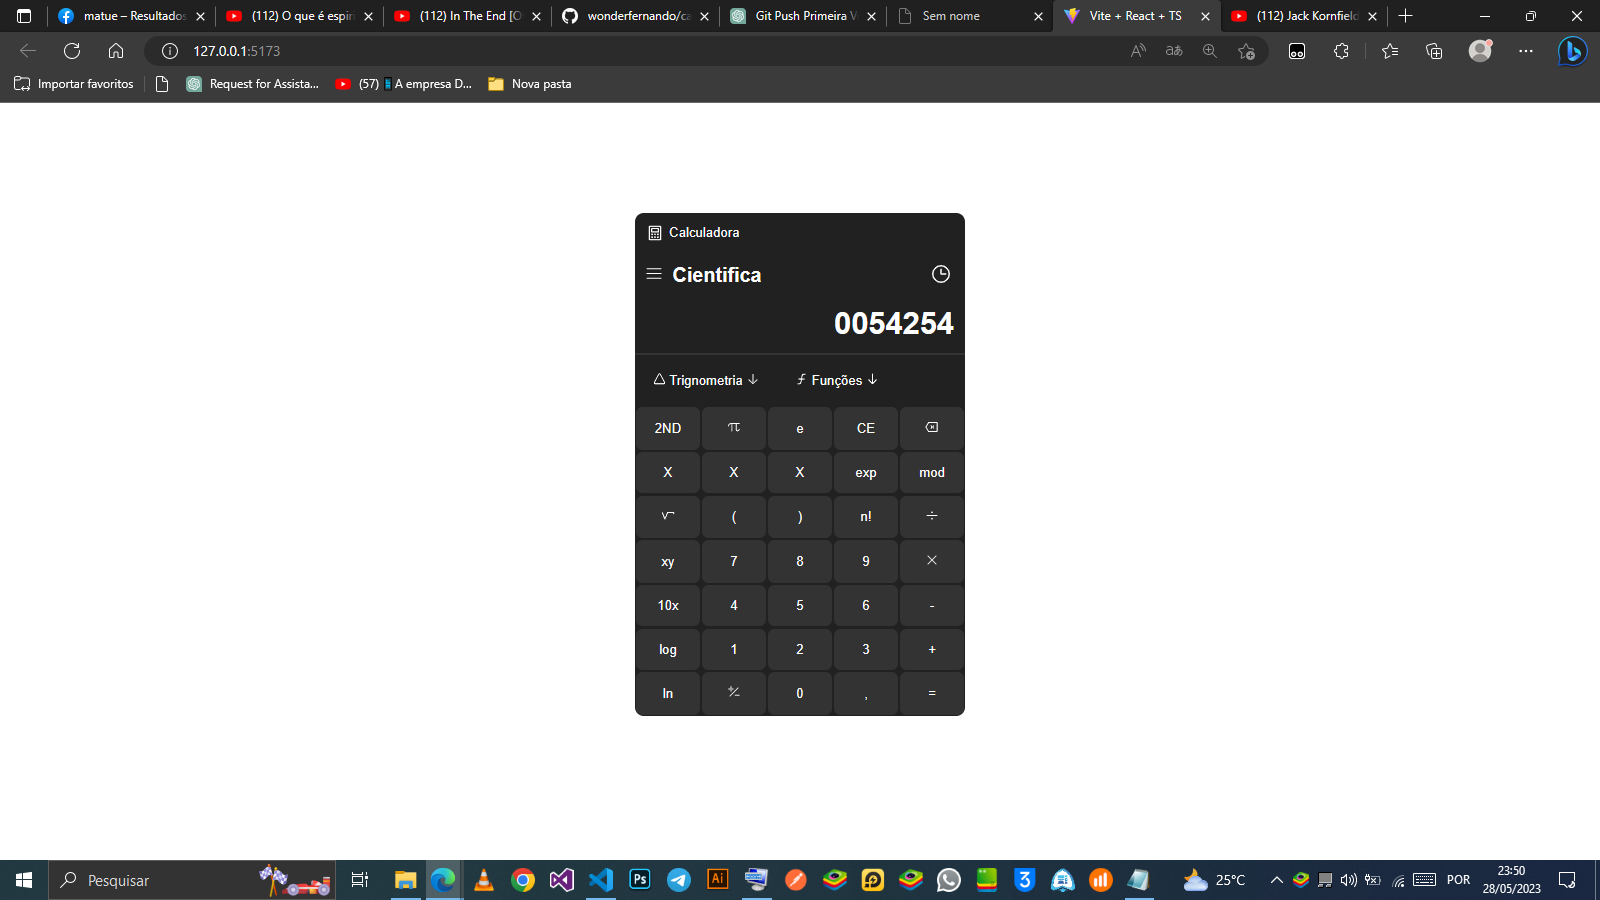 matue – Resultados
(112) O que é espiri
(112) In The End [O
wonderfernando/ca
Git Push Primeira V
Sem nome
Vite + React + TS
(112) Jack Kornfield
127.0.0.1:5173
Importar favoritos
Request for Assista...
(57) A empresa D...
Nova pasta
Calculadora
Cientifica
0054254
Trignometria
Funções
2ND π e CE
X X X exp mod
√ ( ) n! ÷
xy 7 8 9 ×
10x 4 5 6 -
log 1 2 3 +
ln +⁄- 0 , =
Pesquisar
Ps
Ai
25°C
POR
23:50
28/05/2023